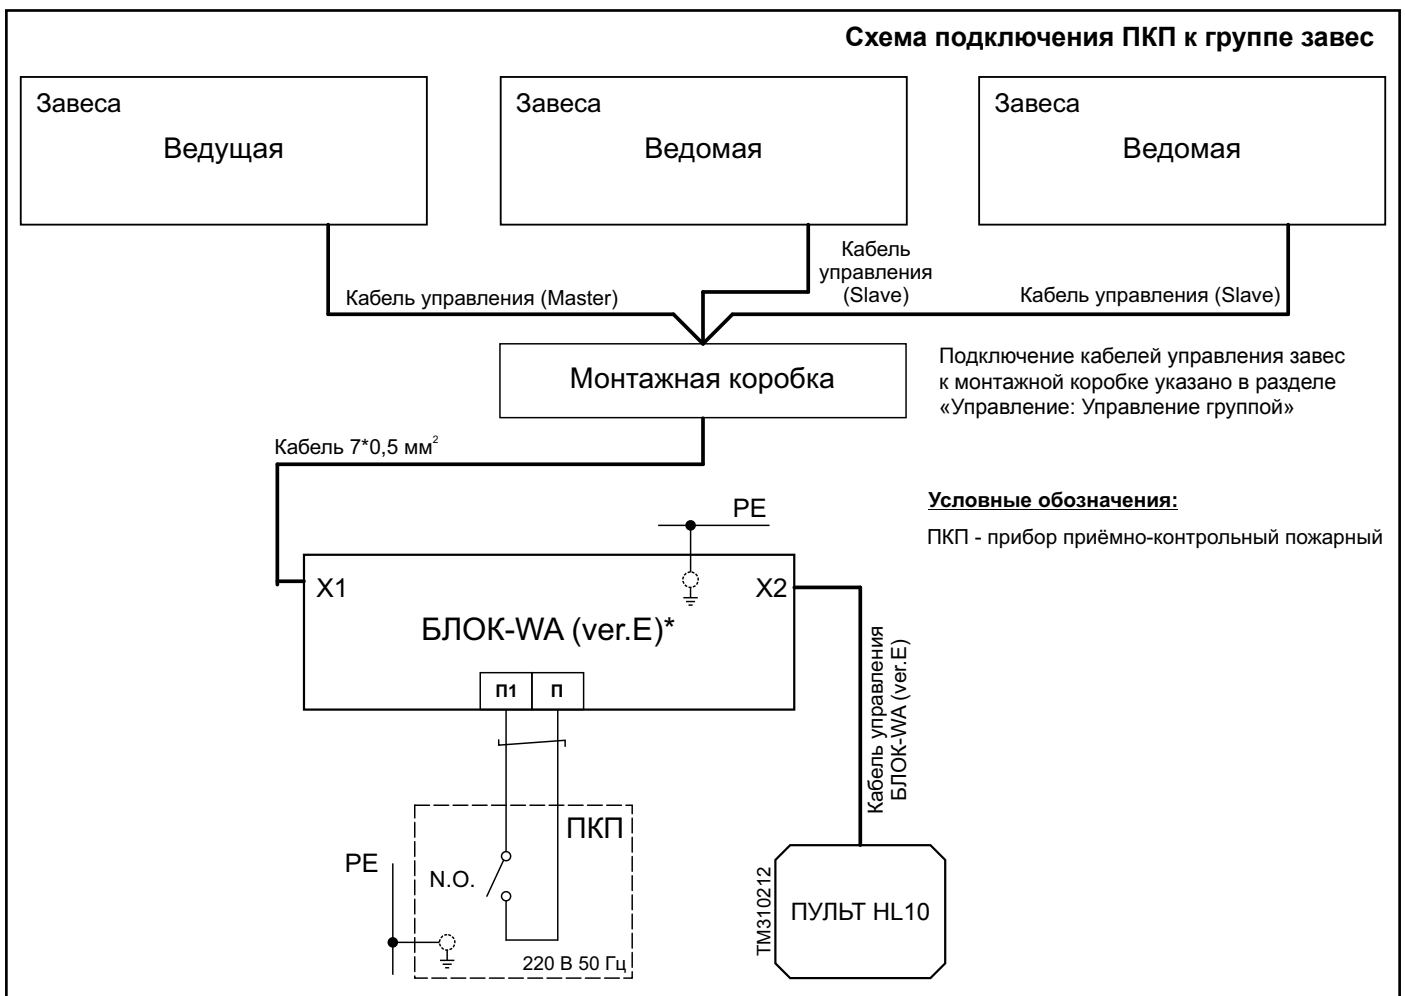 Схема подключения ПКП к группе завес
Завеса
Ведущая
Завеса
Ведомая
Завеса
Ведомая
Кабель управления (Master)
Кабель
управления
(Slave)
Кабель управления (Slave)
Монтажная коробка
Подключение кабелей управления завес
к монтажной коробке указано в разделе
«Управление: Управление группой»
Кабель 7*0,5 мм²
PE
Условные обозначения:
ПКП - прибор приёмно-контрольный пожарный
X1
X2
БЛОК-WA (ver.E)*
П1
П
Кабель управления
БЛОК-WA (ver.E)
ПКП
PE
N.O.
220 В 50 Гц
TM310212
ПУЛЬТ HL10